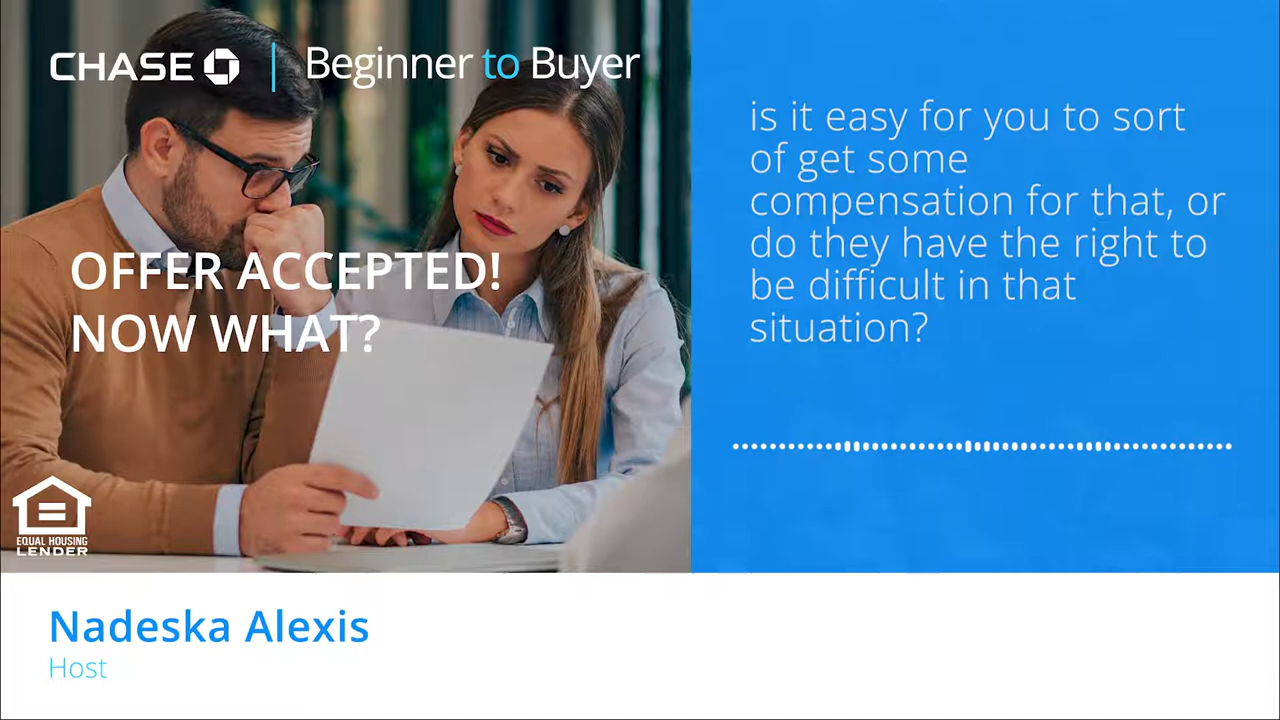 CHASE | Beginner to Buyer
OFFER ACCEPTED!
NOW WHAT?
EQUAL HOUSING
LENDER
is it easy for you to sort
of get some
compensation for that, or
do they have the right to
be difficult in that
situation?
Nadeska Alexis
Host